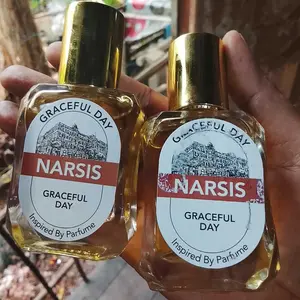 GRACEFUL DAY
NARSIS
GRACEFUL
DAY
Inspired By Parfume
GRACEFUL DAY
NARSIS
GRACEFUL
DAY
Inspired By Parfume